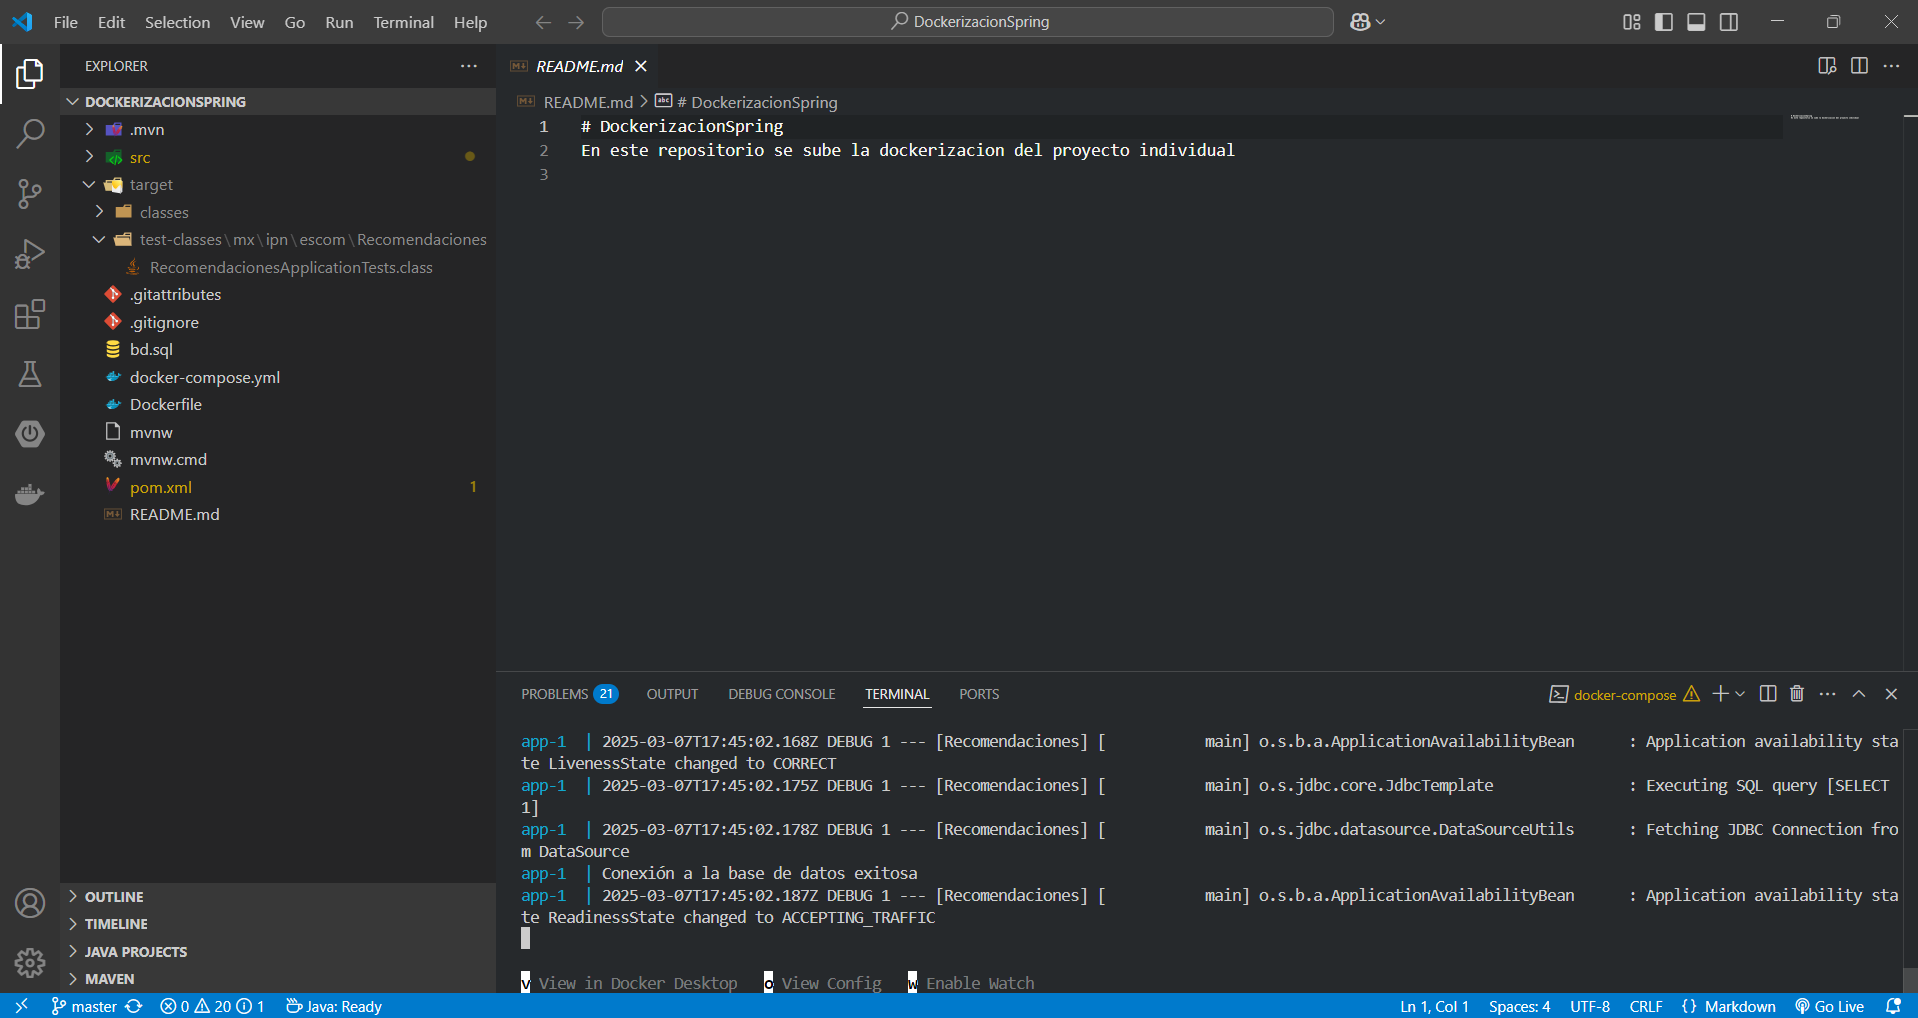 File Edit Selection View Go Run Terminal Help
DockerizacionSpring
EXPLORER
DOCKERIZACIONSPRING
.mvn
src
target
classes
test-classes\mx\ipn\escom\Recomendaciones
RecomendacionesApplicationTests.class
.gitattributes
.gitignore
bd.sql
docker-compose.yml
Dockerfile
mvnw
mvnw.cmd
pom.xml 1
README.md
OUTLINE
TIMELINE
JAVA PROJECTS
MAVEN
README.md
README.md > # DockerizacionSpring
1 # DockerizacionSpring
2 En este repositorio se sube la dockerizacion del proyecto individual
3
PROBLEMS 21 OUTPUT DEBUG CONSOLE TERMINAL PORTS
docker-compose
app-1 | 2025-03-07T17:45:02.168Z DEBUG 1 --- [Recomendaciones] [ main] o.s.b.a.ApplicationAvailabilityBean : Application availability sta
te LivenessState changed to CORRECT
app-1 | 2025-03-07T17:45:02.175Z DEBUG 1 --- [Recomendaciones] [ main] o.s.jdbc.core.JdbcTemplate : Executing SQL query [SELECT
1]
app-1 | 2025-03-07T17:45:02.178Z DEBUG 1 --- [Recomendaciones] [ main] o.s.jdbc.datasource.DataSourceUtils : Fetching JDBC Connection fro
m DataSource
app-1 | Conexión a la base de datos exitosa
app-1 | 2025-03-07T17:45:02.187Z DEBUG 1 --- [Recomendaciones] [ main] o.s.b.a.ApplicationAvailabilityBean : Application availability sta
te ReadinessState changed to ACCEPTING_TRAFFIC
v View in Docker Desktop o View Config w Enable Watch
master 0 20 1 Java: Ready
Ln 1, Col 1 Spaces: 4 UTF-8 CRLF {} Markdown Go Live